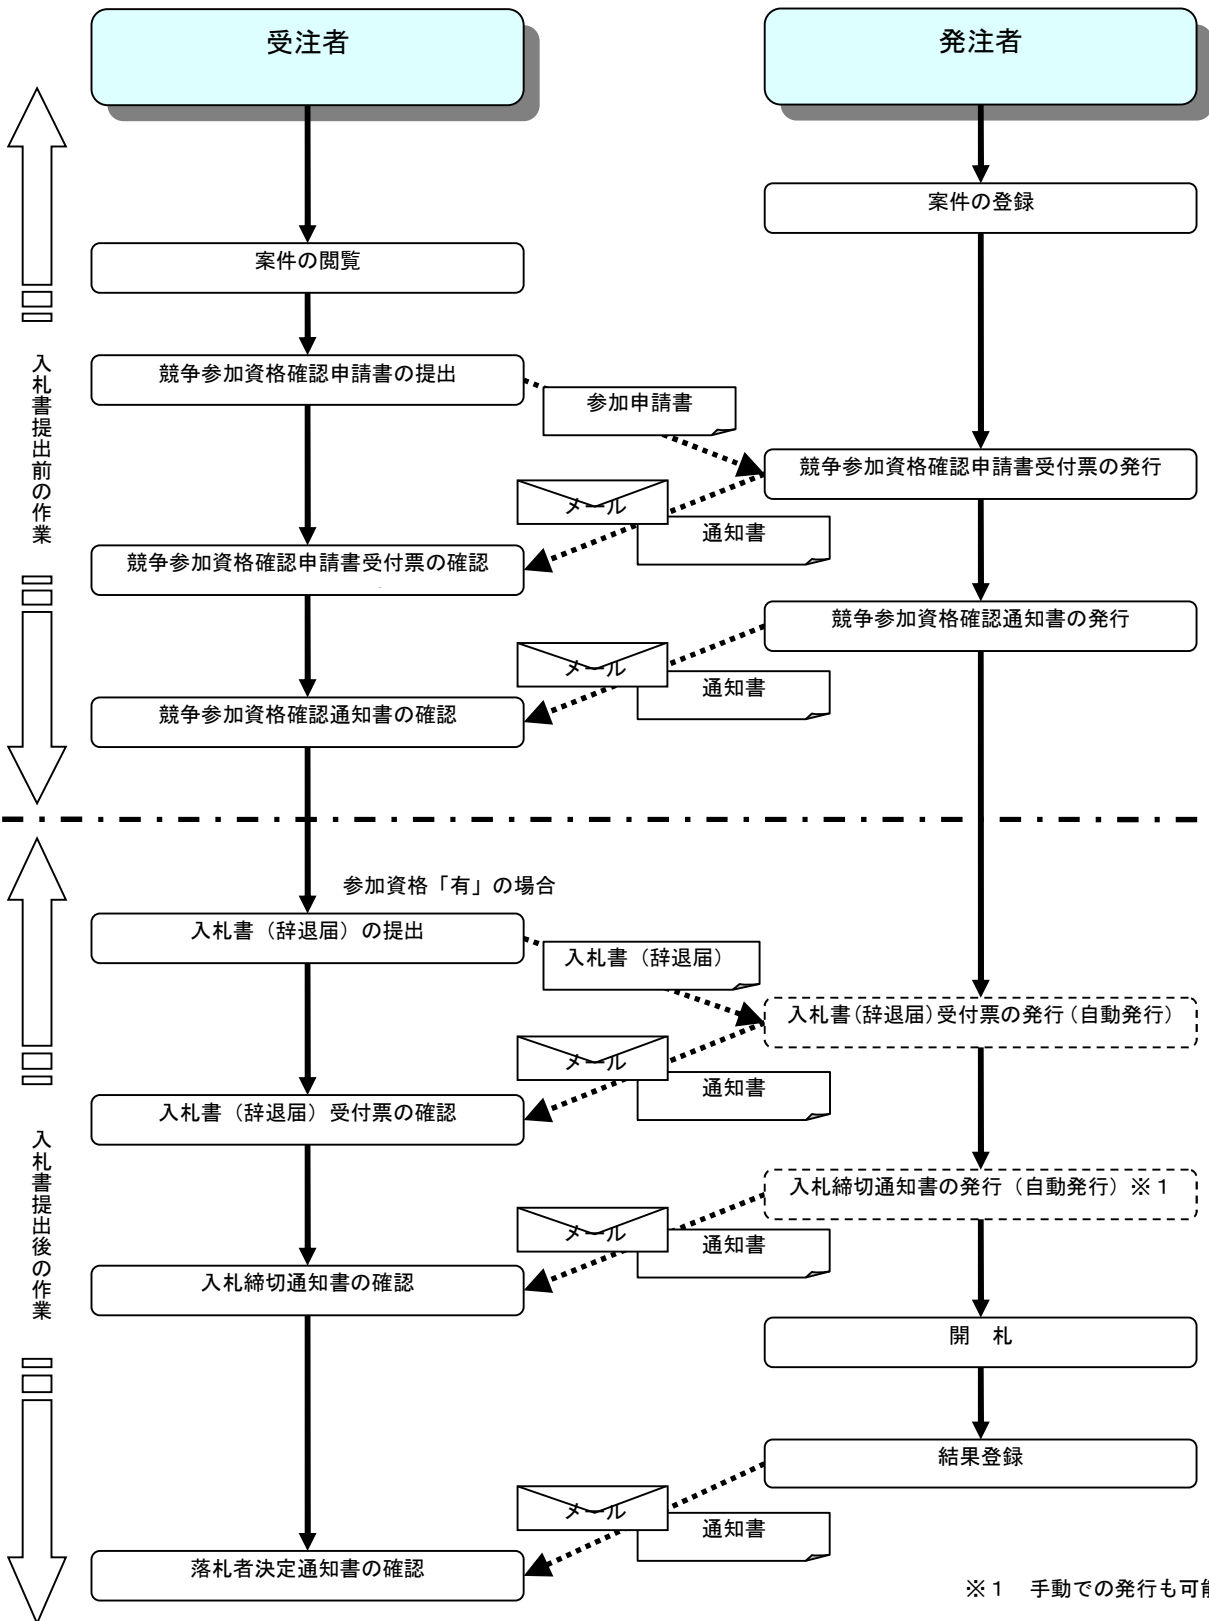 受注者
発注者
案件の登録
案件の閲覧
入札書提出前の作業
競争参加資格確認申請書の提出
参加申請書
競争参加資格確認申請書受付票の発行
メール
通知書
競争参加資格確認申請書受付票の確認
競争参加資格確認通知書の発行
メール
通知書
競争参加資格確認通知書の確認
参加資格「有」の場合
入札書（辞退届）の提出
入札書（辞退届）
入札書（辞退届）受付票の発行（自動発行）
メール
通知書
入札書（辞退届）受付票の確認
入札書提出後の作業
入札締切通知書の発行（自動発行）※１
メール
通知書
入札締切通知書の確認
開　札
結果登録
メール
通知書
落札者決定通知書の確認
※１　手動での発行も可能